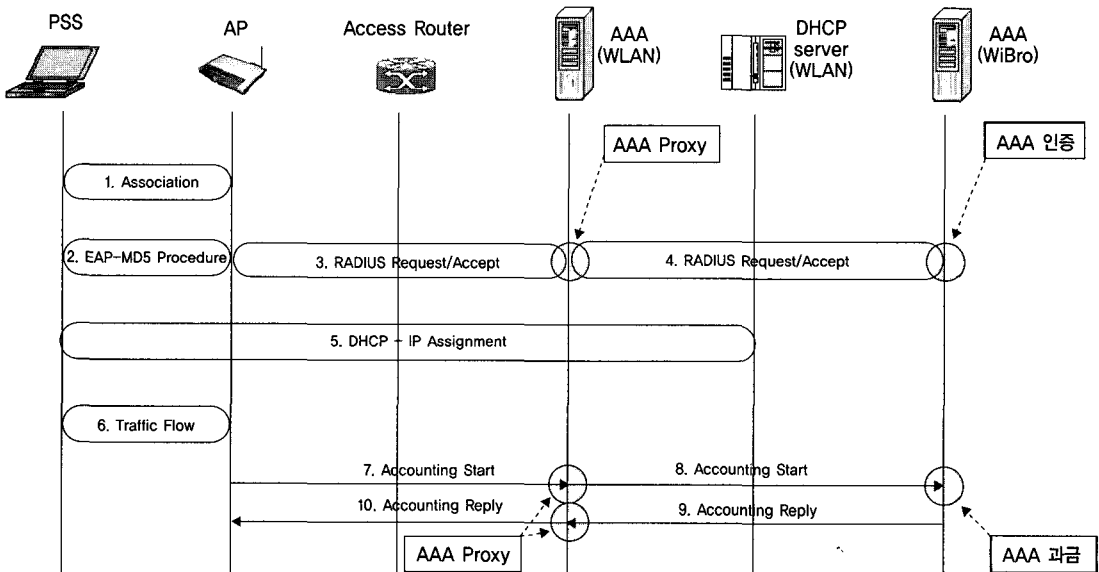 PSS
AP
Access Router
AAA
(WLAN)
DHCP
server
(WLAN)
AAA
(WiBro)
AAA Proxy
AAA 인증
1. Association
2. EAP-MD5 Procedure
3. RADIUS Request/Accept
4. RADIUS Request/Accept
5. DHCP - IP Assignment
6. Traffic Flow
7. Accounting Start
8. Accounting Start
10. Accounting Reply
9. Accounting Reply
AAA Proxy
AAA 과금